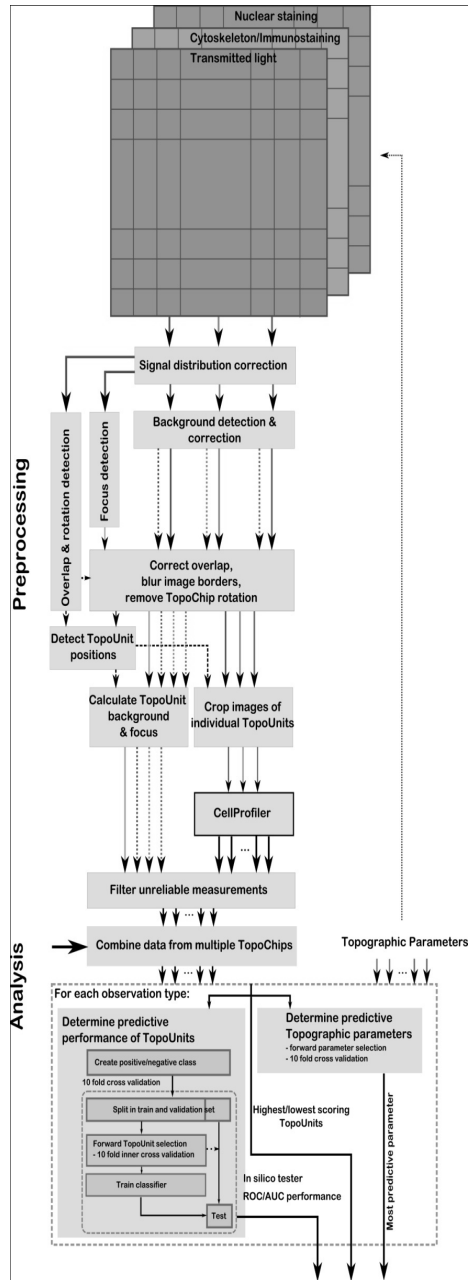 Nuclear staining
Cytoskeleton/Immunostaining
Transmitted light
Signal distribution correction
Background detection &
correction
Overlap & rotation detection
Focus detection
Preprocessing
Correct overlap,
blur image borders,
remove TopoChip rotation
Detect TopoUnit
positions
Calculate TopoUnit
background
& focus
Crop images of
individual TopoUnits
CellProfiler
...
Filter unreliable measurements
...
Combine data from multiple TopoChips
Topographic Parameters
...
...
Analysis
For each observation type:
Determine predictive
performance of TopoUnits
Determine predictive
Topographic parameters
- forward parameter selection
- 10 fold cross validation
Create positive/negative class
10 fold cross validation
Split in train and validation set
Forward TopoUnit selection
- 10 fold inner cross validation
Train classifier
Test
Highest/lowest scoring
TopoUnits
In silico tester
ROC/AUC performance
Most predictive parameter